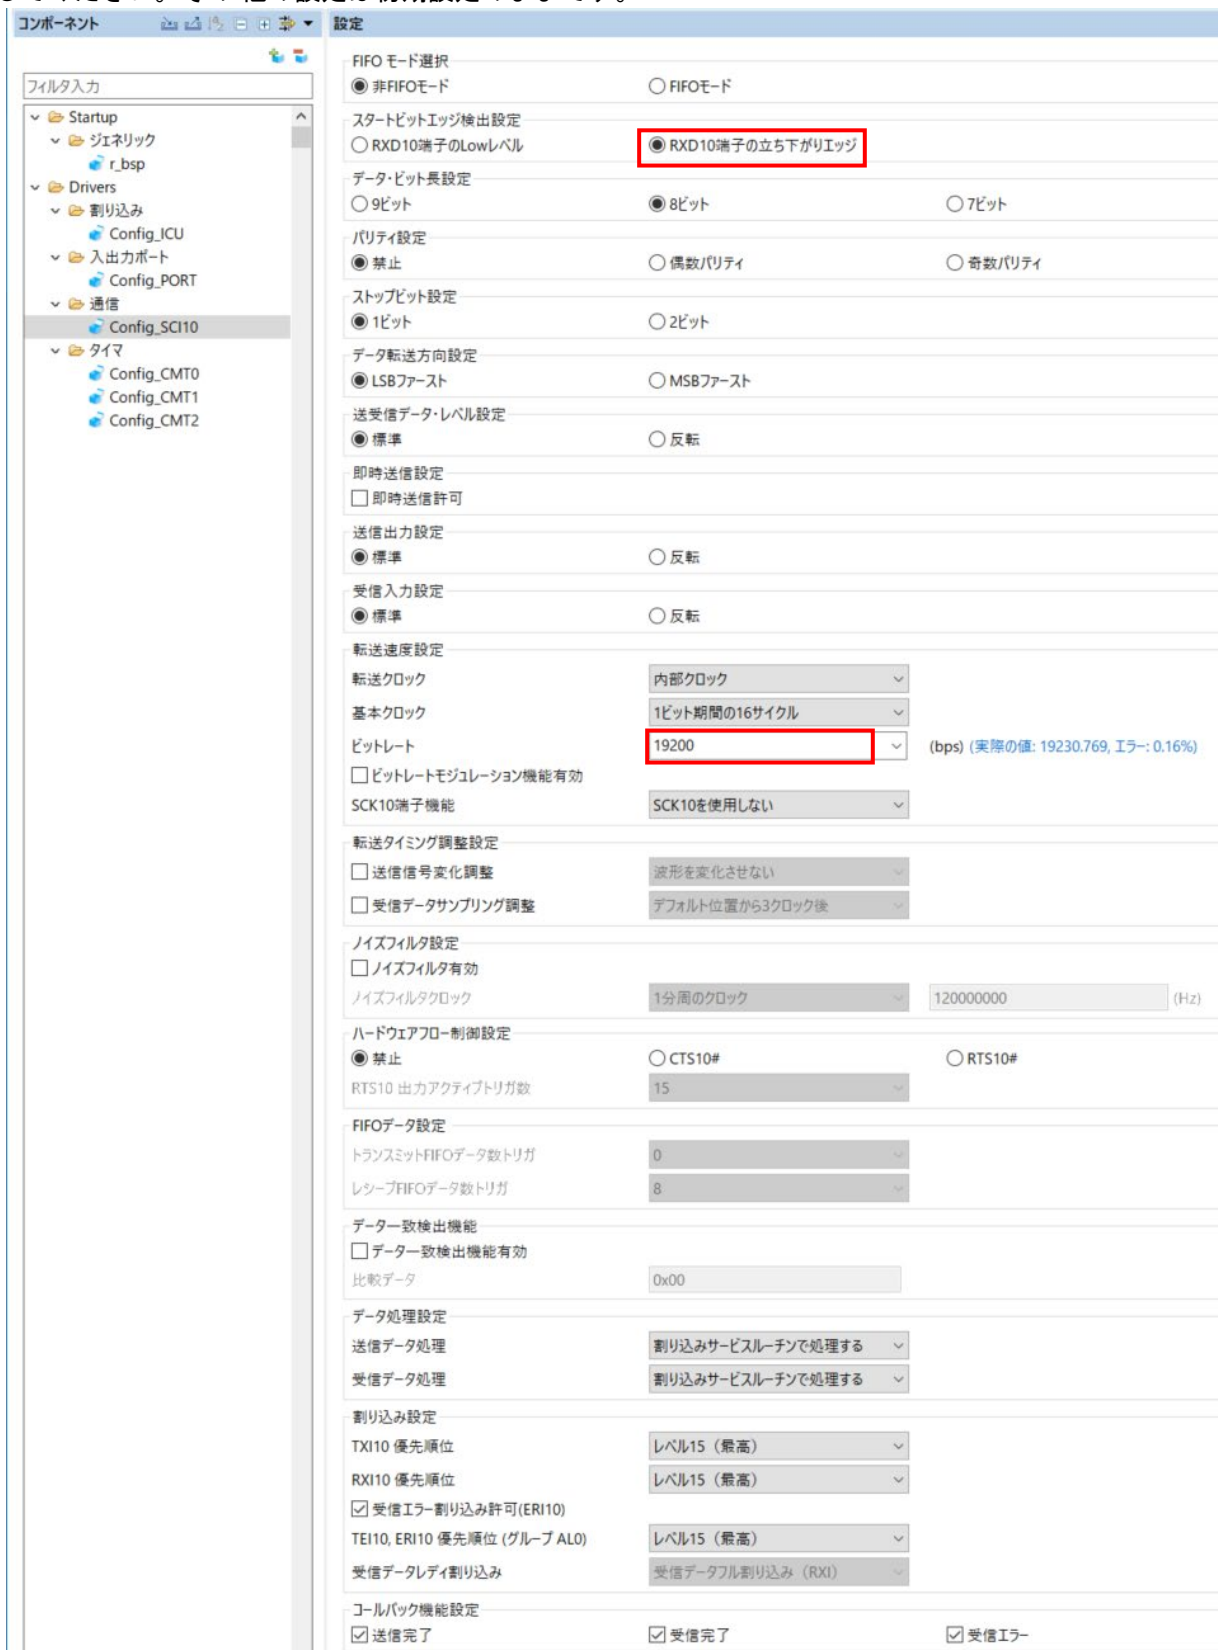 コンポーネント
フィルタ入力
Startup
ジェネリック
r_bsp
Drivers
割り込み
Config_ICU
入出力ポート
Config_PORT
通信
Config_SCI10
タイマ
Config_CMT0
Config_CMT1
Config_CMT2
設定
FIFO モード選択
非FIFOモード FIFOモード
スタートビットエッジ検出設定
RXD10端子のLowレベル RXD10端子の立ち下がりエッジ
データ・ビット長設定
9ビット 8ビット 7ビット
パリティ設定
禁止 偶数パリティ 奇数パリティ
ストップビット設定
1ビット 2ビット
データ転送方向設定
LSBファースト MSBファースト
送受信データ・レベル設定
標準 反転
即時送信設定
即時送信許可
送信出力設定
標準 反転
受信入力設定
標準 反転
転送速度設定
転送クロック 内部クロック
基本クロック 1ビット期間の16サイクル
ビットレート 19200 (bps) (実際の値: 19230.769, エラー: 0.16%)
ビットレートモジュレーション機能有効
SCK10端子機能 SCK10を使用しない
転送タイミング調整設定
送信信号変化調整 波形を変化させない
受信データサンプリング調整 デフォルト位置から3クロック後
ノイズフィルタ設定
ノイズフィルタ有効
ノイズフィルタクロック 1分周のクロック 120000000 (Hz)
ハードウェアフロー制御設定
禁止 CTS10# RTS10#
RTS10 出力アクティブトリガ数 15
FIFOデータ設定
トランスミットFIFOデータ数トリガ 0
レシーブFIFOデータ数トリガ 8
データ一致検出機能
データ一致検出機能有効
比較データ 0x00
データ処理設定
送信データ処理 割り込みサービスルーチンで処理する
受信データ処理 割り込みサービスルーチンで処理する
割り込み設定
TXI10 優先順位 レベル15（最高）
RXI10 優先順位 レベル15（最高）
受信エラー割り込み許可(ERI10)
TEI10, ERI10 優先順位 (グループ AL0) レベル15（最高）
受信データレディ割り込み 受信データフル割り込み（RXI）
コールバック機能設定
送信完了 受信完了 受信エラー